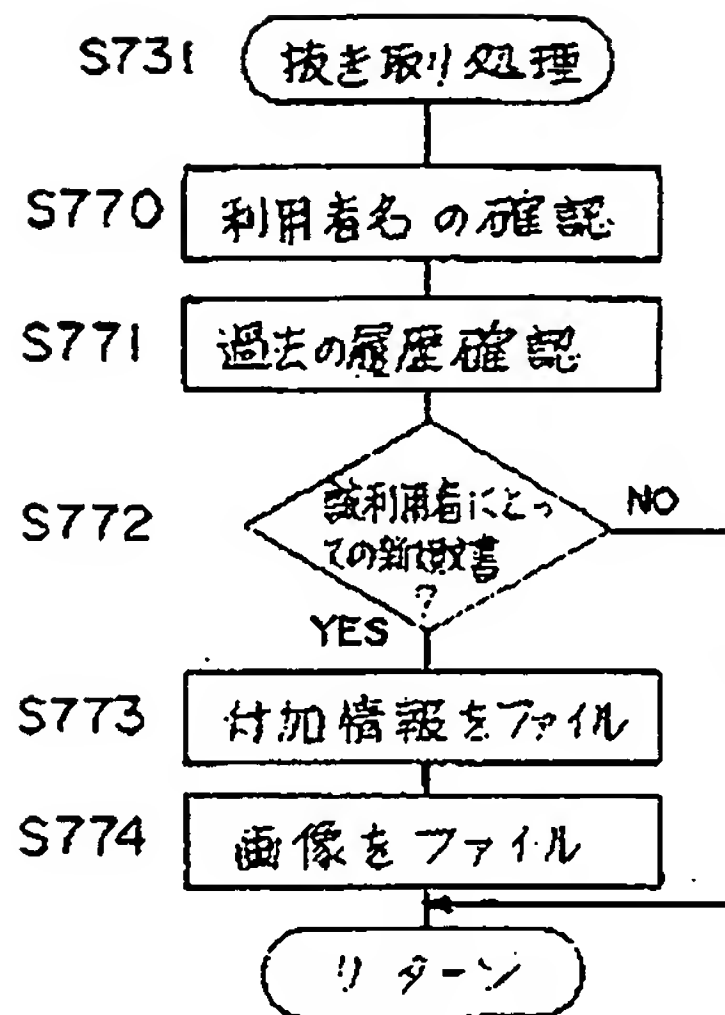 S731 抜き取り処理
S770 利用者名の確認
S771 過去の履歴確認
S772 該利用者にとっ
ての新規文書
?
NO
YES
S773 付加情報をファイル
S774 画像をファイル
リターン